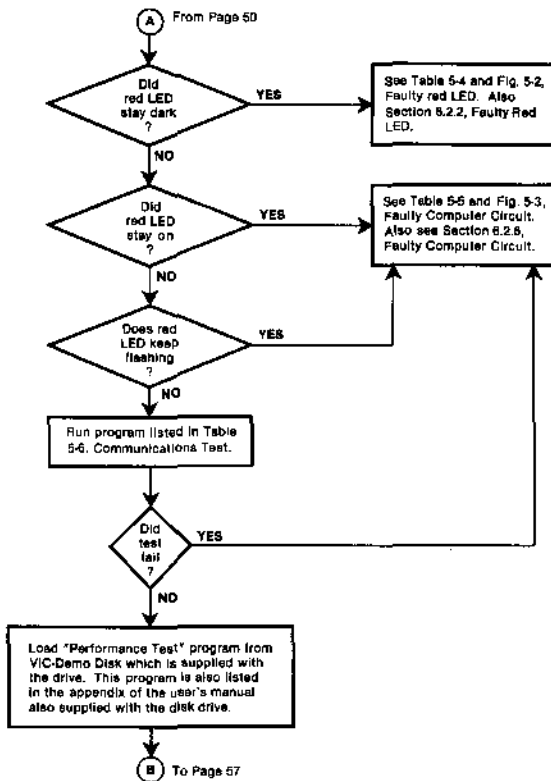 A
From Page 50
Did
red LED
stay dark
?
YES
See Table 5-4 and Fig. 5-2,
Faulty red LED. Also
Section 6.2.2, Faulty Red
LED.
NO
Did
red LED
stay on
?
YES
See Table 5-5 and Fig. 5-3,
Faulty Computer Circuit.
Also see Section 6.2.6,
Faulty Computer Circuit.
NO
Does red
LED keep
flashing
?
YES
NO
Run program listed in Table
5-6. Communications Test.
Did
test
fail
?
YES
NO
Load "Performance Test" program from
VIC-Demo Disk which is supplied with
the drive. This program is also listed
in the appendix of the user's manual
also supplied with the disk drive.
B
To Page 57